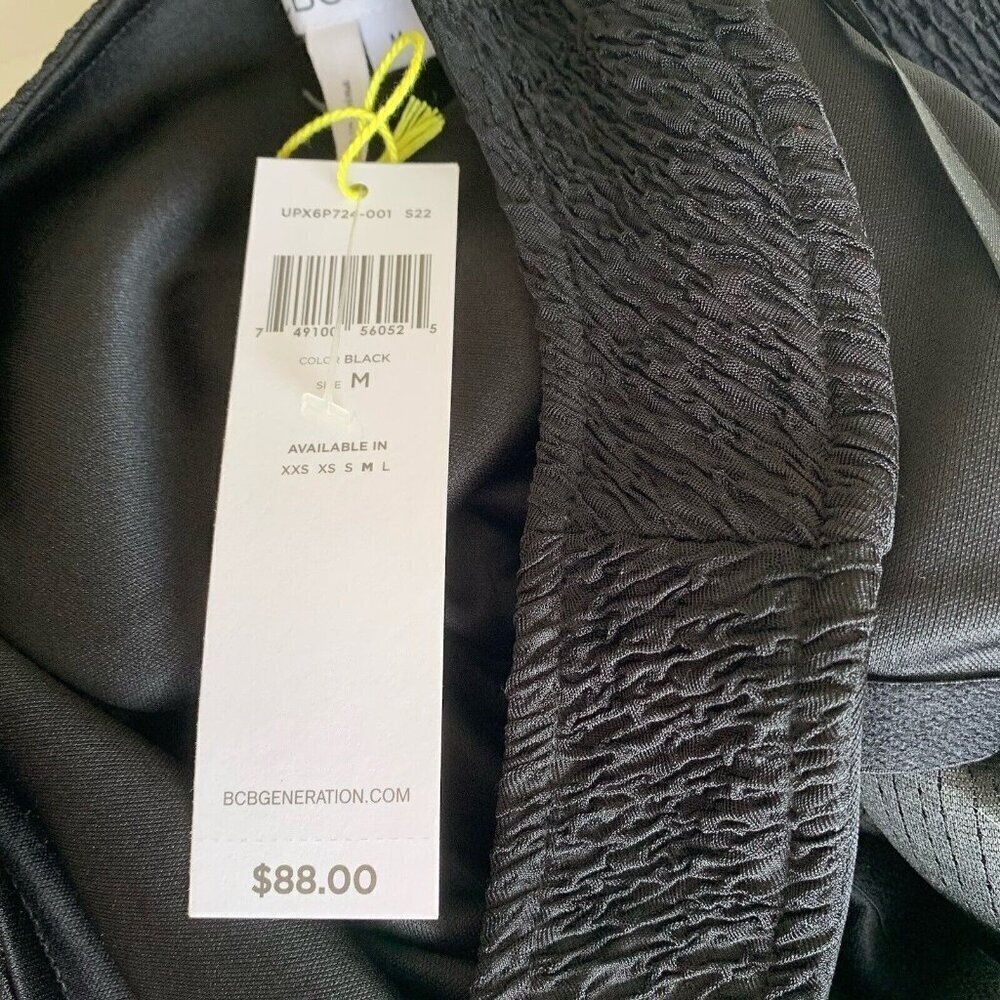 UPX6P724-001 S22
7 49100 56052 5
COLOR BLACK
SIZE M
AVAILABLE IN
XXS XS S M L
BCBGENERATION.COM
$88.00